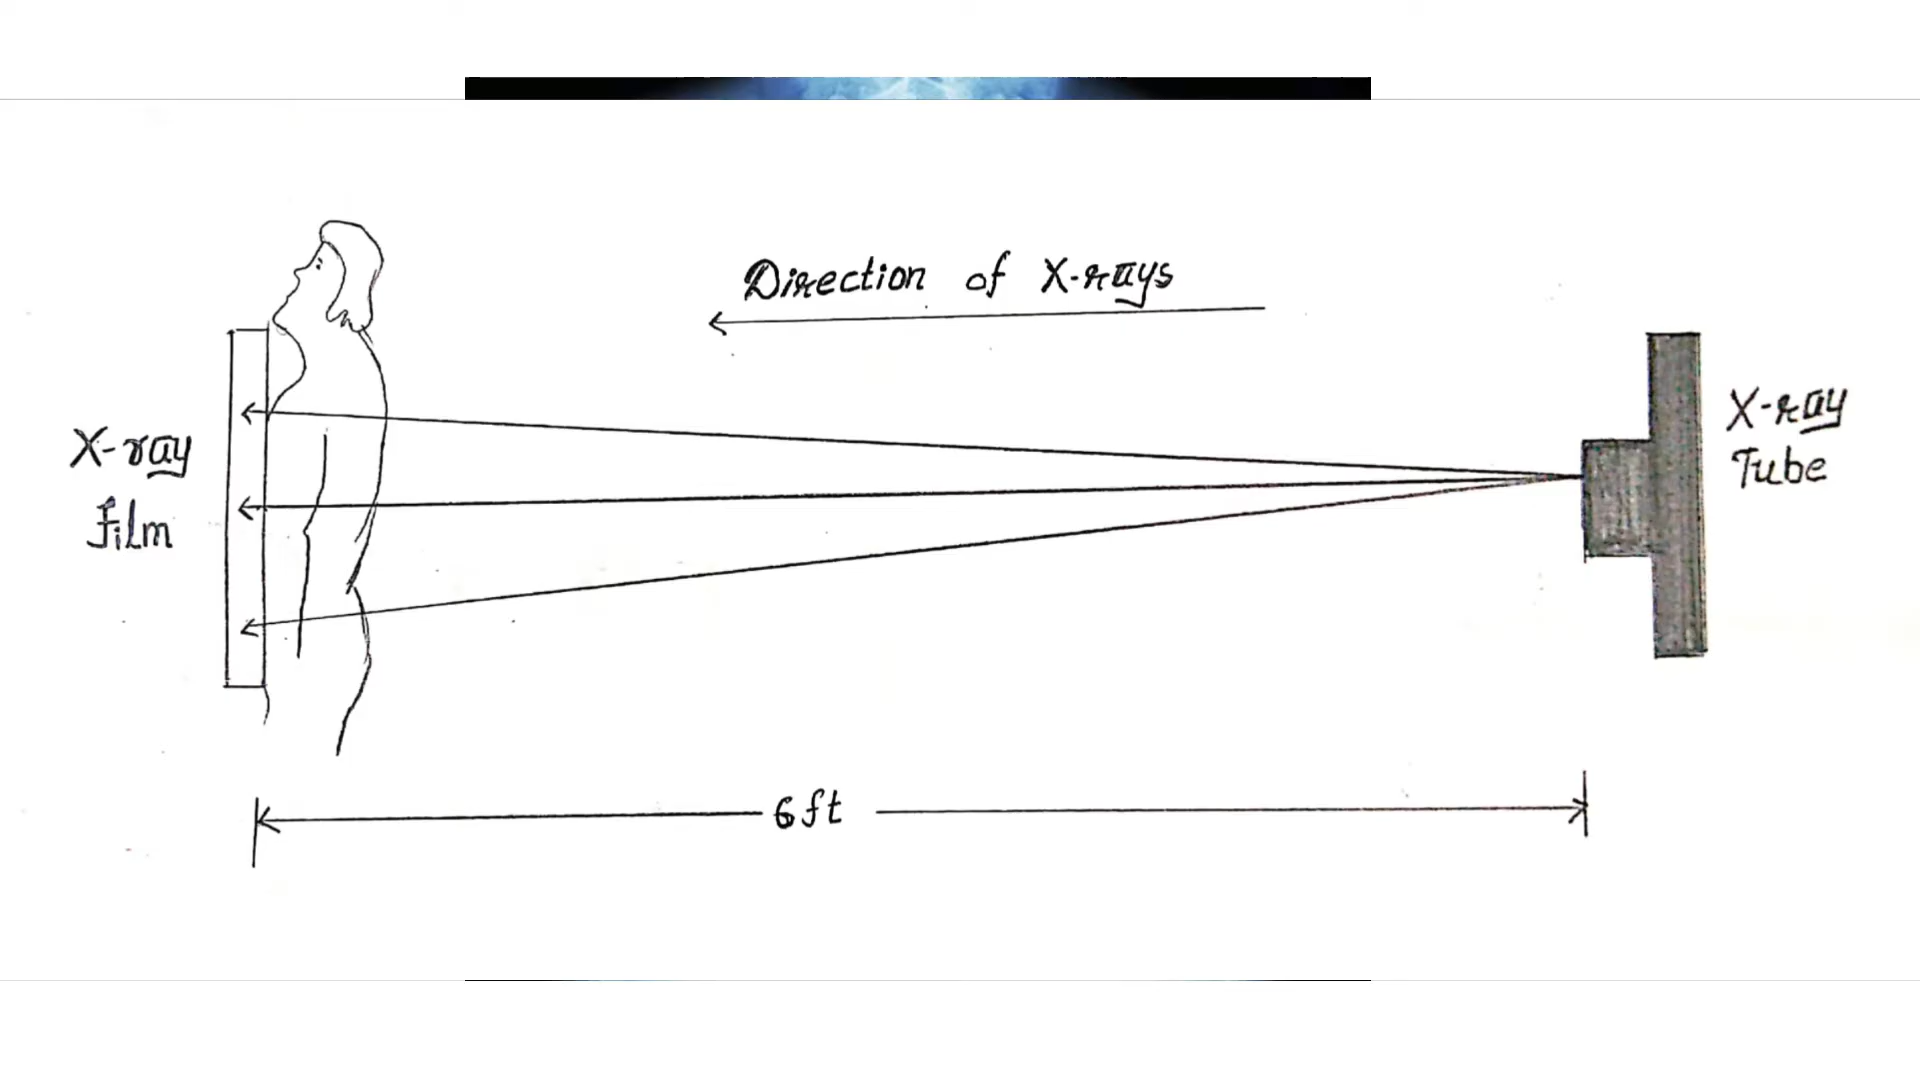 Direction of X-rays
X-ray
film
X-ray
Tube
6ft